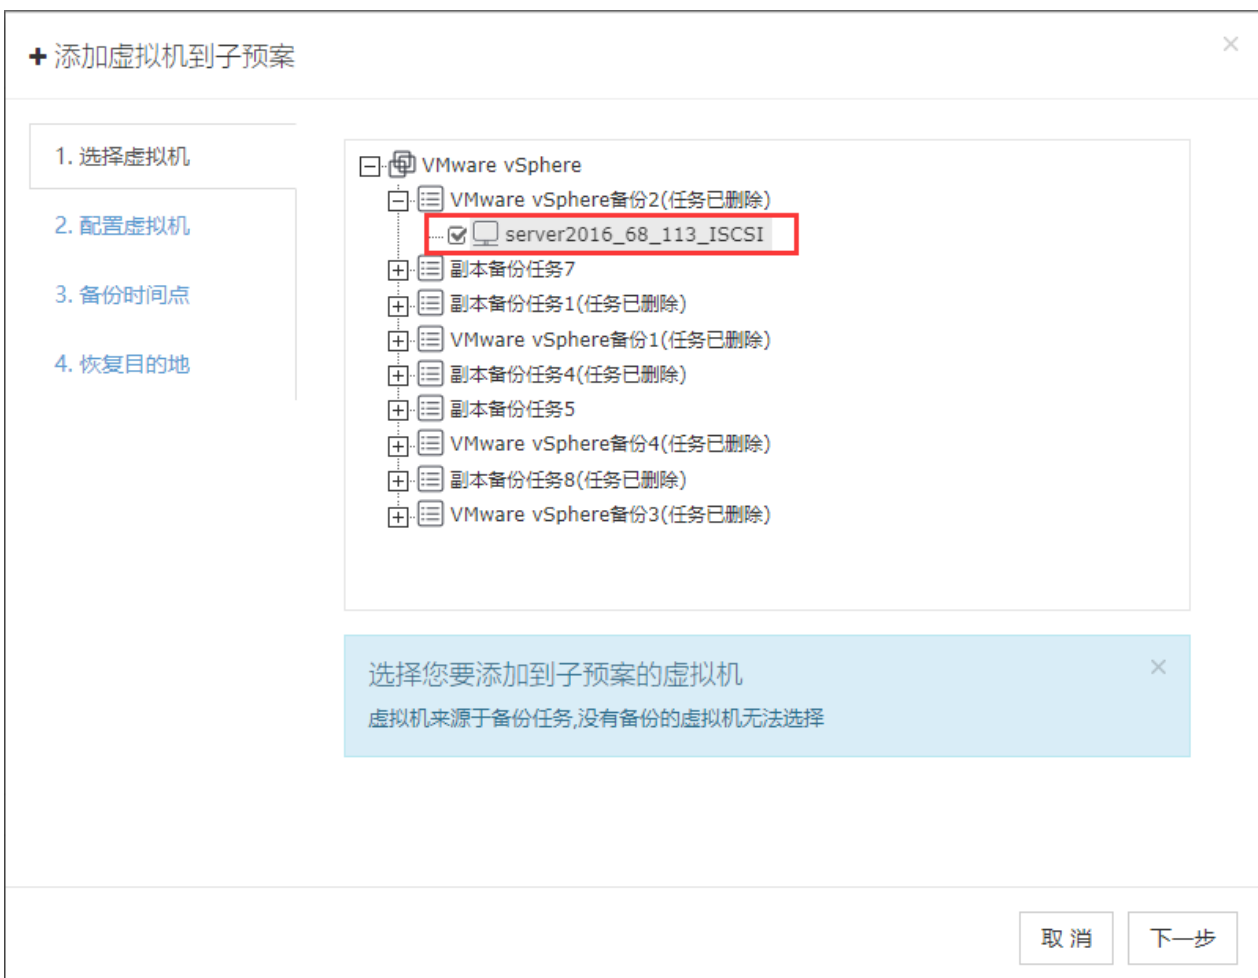 添加虚拟机到子预案
1. 选择虚拟机
2. 配置虚拟机
3. 备份时间点
4. 恢复目的地
VMware vSphere
VMware vSphere备份2(任务已删除)
server2016_68_113_ISCSI
副本备份任务7
副本备份任务1(任务已删除)
VMware vSphere备份1(任务已删除)
副本备份任务4(任务已删除)
副本备份任务5
VMware vSphere备份4(任务已删除)
副本备份任务8(任务已删除)
VMware vSphere备份3(任务已删除)
选择您要添加到子预案的虚拟机
虚拟机来源于备份任务,没有备份的虚拟机无法选择
取 消
下一步